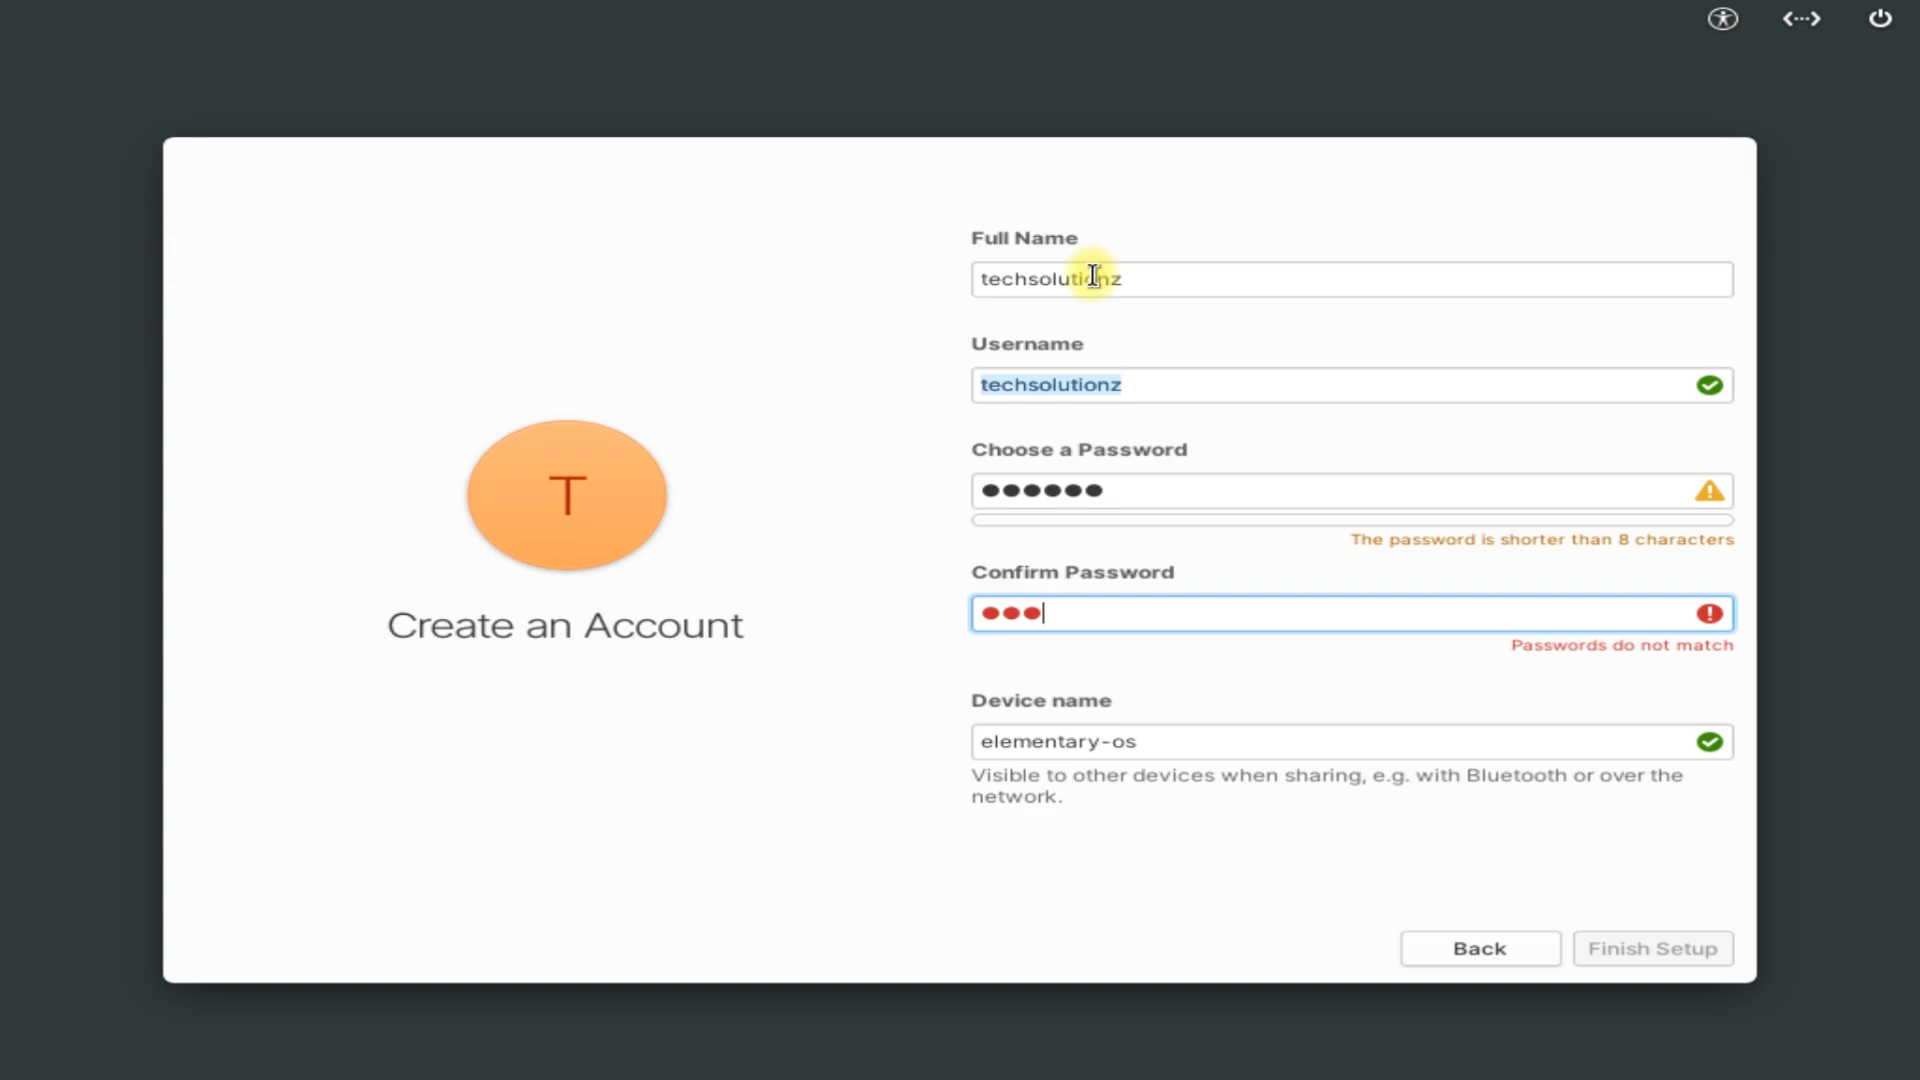 Full Name
techsolutionz
Username
techsolutionz
Choose a Password
The password is shorter than 8 characters
Confirm Password
Passwords do not match
T
Create an Account
Device name
elementary-os
Visible to other devices when sharing, e.g. with Bluetooth or over the
network.
Back
Finish Setup